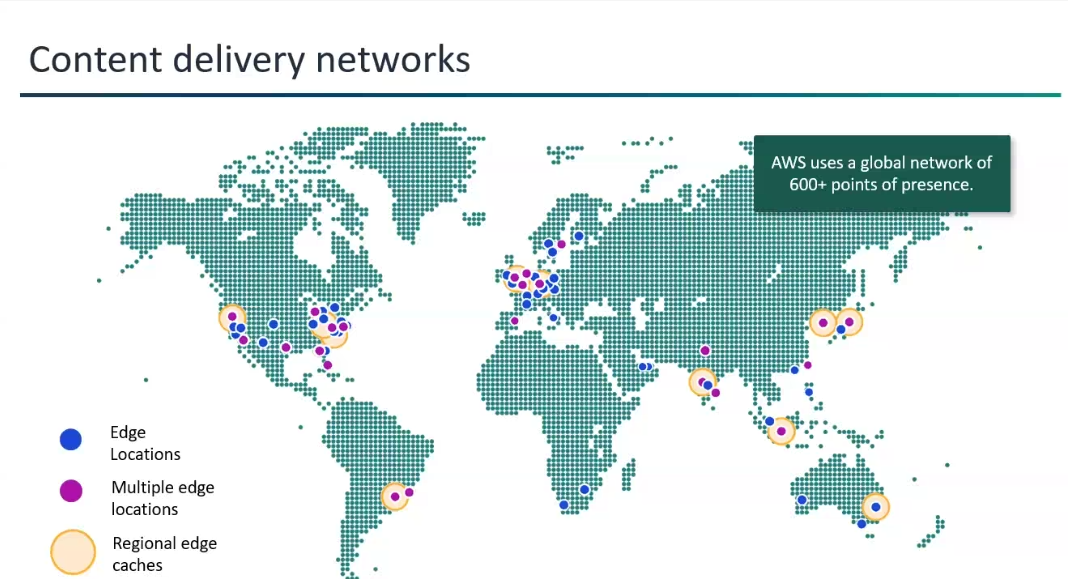 Content delivery networks
AWS uses a global network of
600+ points of presence.
Edge
Locations
Multiple edge
locations
Regional edge
caches